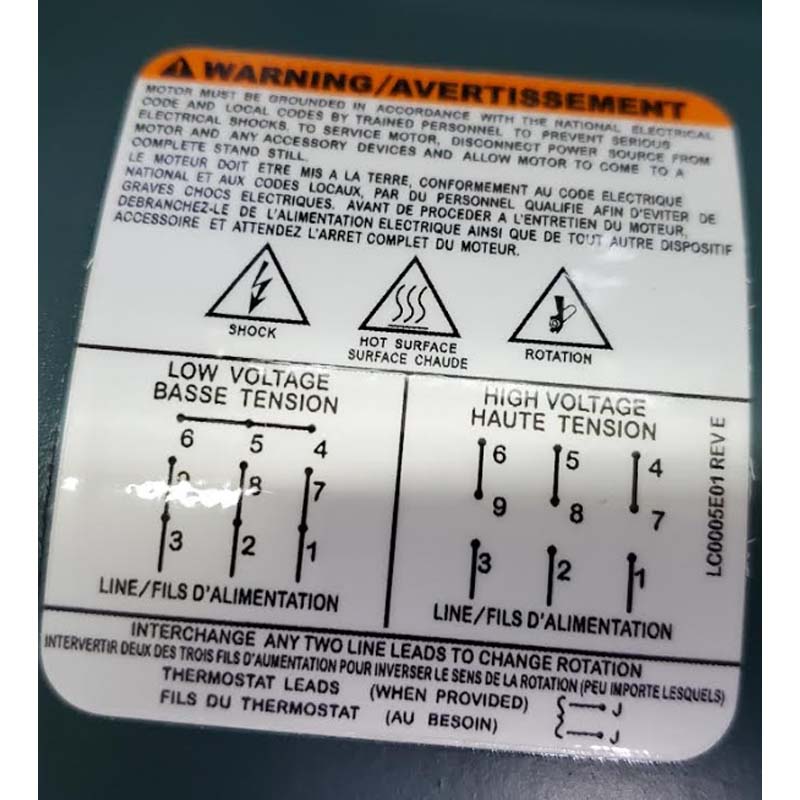 WARNING/AVERTISSEMENT
MOTOR MUST BE GROUNDED IN ACCORDANCE WITH THE NATIONAL ELECTRICAL
CODE AND LOCAL CODES BY TRAINED PERSONNEL TO PREVENT SERIOUS
ELECTRICAL SHOCKS. TO SERVICE MOTOR, DISCONNECT POWER SOURCE FROM
MOTOR AND ANY ACCESSORY DEVICES AND ALLOW MOTOR TO COME TO A
COMPLETE STAND STILL.
LE MOTEUR DOIT ETRE MIS A LA TERRE, CONFORMEMENT AU CODE ELECTRIQUE
NATIONAL ET AUX CODES LOCAUX, PAR DU PERSONNEL QUALIFIE AFIN D'EVITER DE
GRAVES CHOCS ELECTRIQUES. AVANT DE PROCEDER A L'ENTRETIEN DU MOTEUR,
DEBRANCHEZ-LE DE L'ALIMENTATION ELECTRIQUE AINSI QUE DE TOUT AUTRE DISPOSITIF
ACCESSOIRE ET ATTENDEZ L'ARRET COMPLET DU MOTEUR.
SHOCK
HOT SURFACE
SURFACE CHAUDE
ROTATION
LOW VOLTAGE
BASSE TENSION
6 5 4
9 8 7
3 2 1
LINE/FILS D'ALIMENTATION
HIGH VOLTAGE
HAUTE TENSION
6 5 4
9 8 7
3 2 1
LINE/FILS D'ALIMENTATION
LC0005E01 REV E
INTERCHANGE ANY TWO LINE LEADS TO CHANGE ROTATION
INTERVERTIR DEUX DES TROIS FILS D'AUMENTATION POUR INVERSER LE SENS DE LA ROTATION (PEU IMPORTE LESQUELS)
THERMOSTAT LEADS (WHEN PROVIDED) J
FILS DU THERMOSTAT (AU BESOIN) J